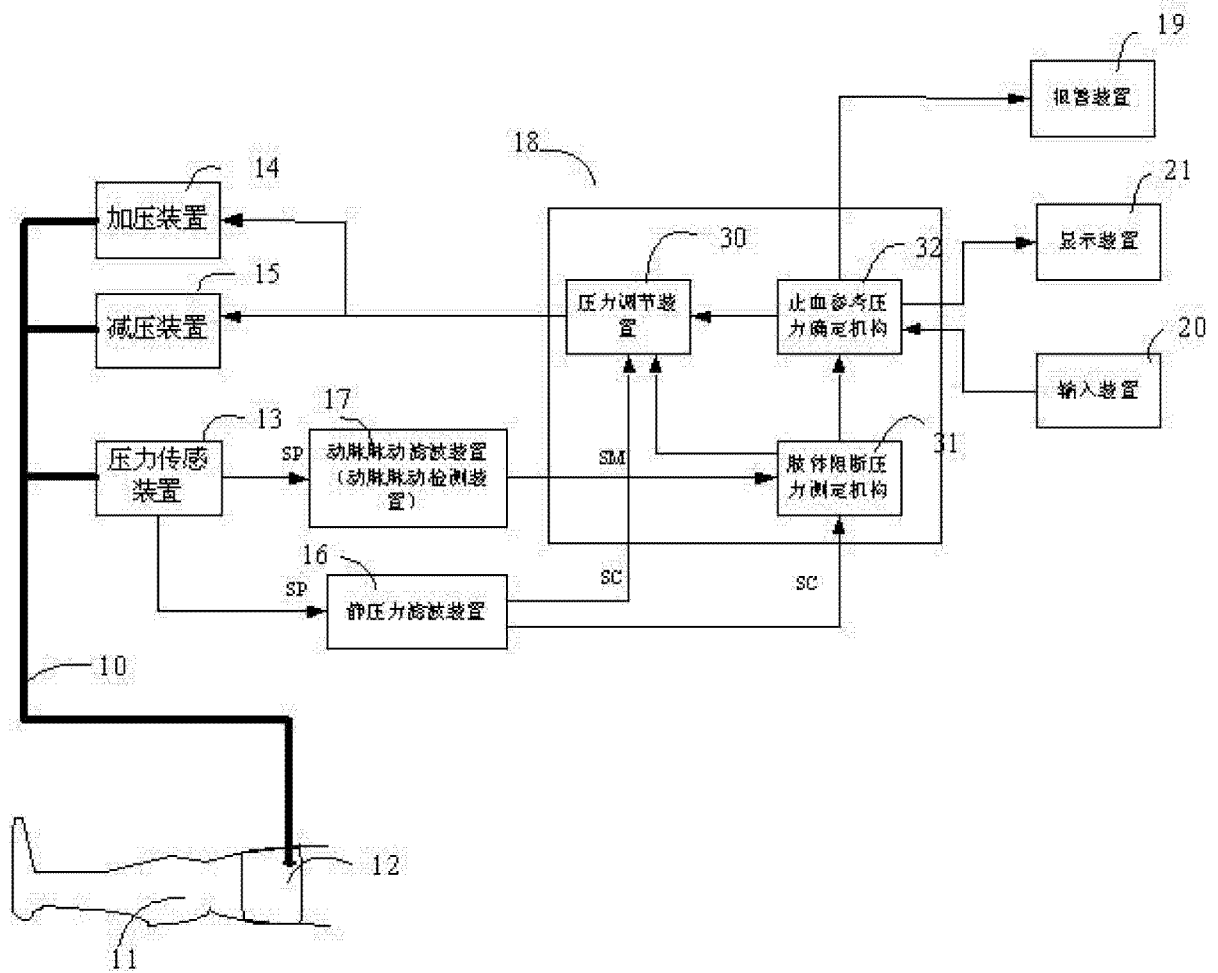 19
报警装置
18
14
加压装置
21
显示装置
30
32
15
压力调节装
置
止血参考压
力确定机构
减压装置
20
输入装置
13
17
压力传感
装置
SP
动脉脉动滤波装置
(动脉脉动检测装
置)
SM
31
肢体阻断压
力测定机构
16
SP
静压力滤波装置
SC
SC
10
12
11